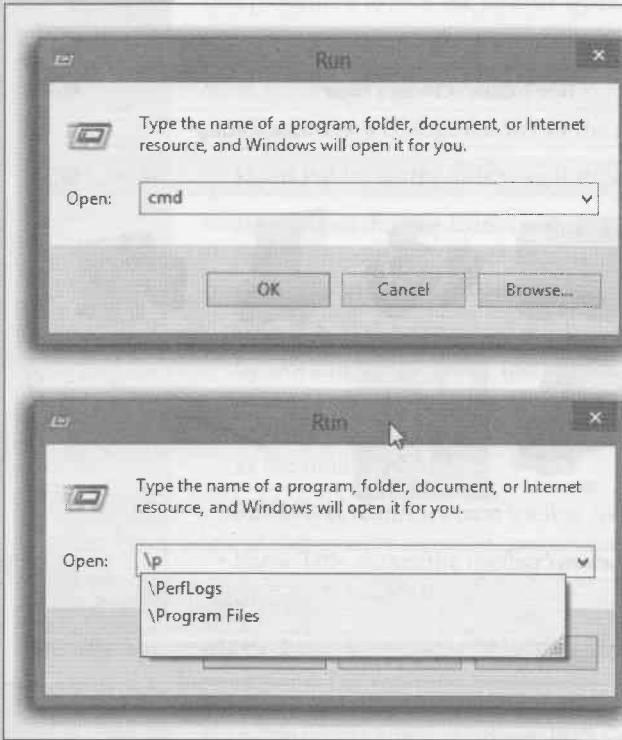 Run
Type the name of a program, folder, document, or Internet
resource, and Windows will open it for you.
Open:
cmd
OK
Cancel
Browse...
Run
Type the name of a program, folder, document, or Internet
resource, and Windows will open it for you.
Open:
\p
\PerfLogs
\Program Files